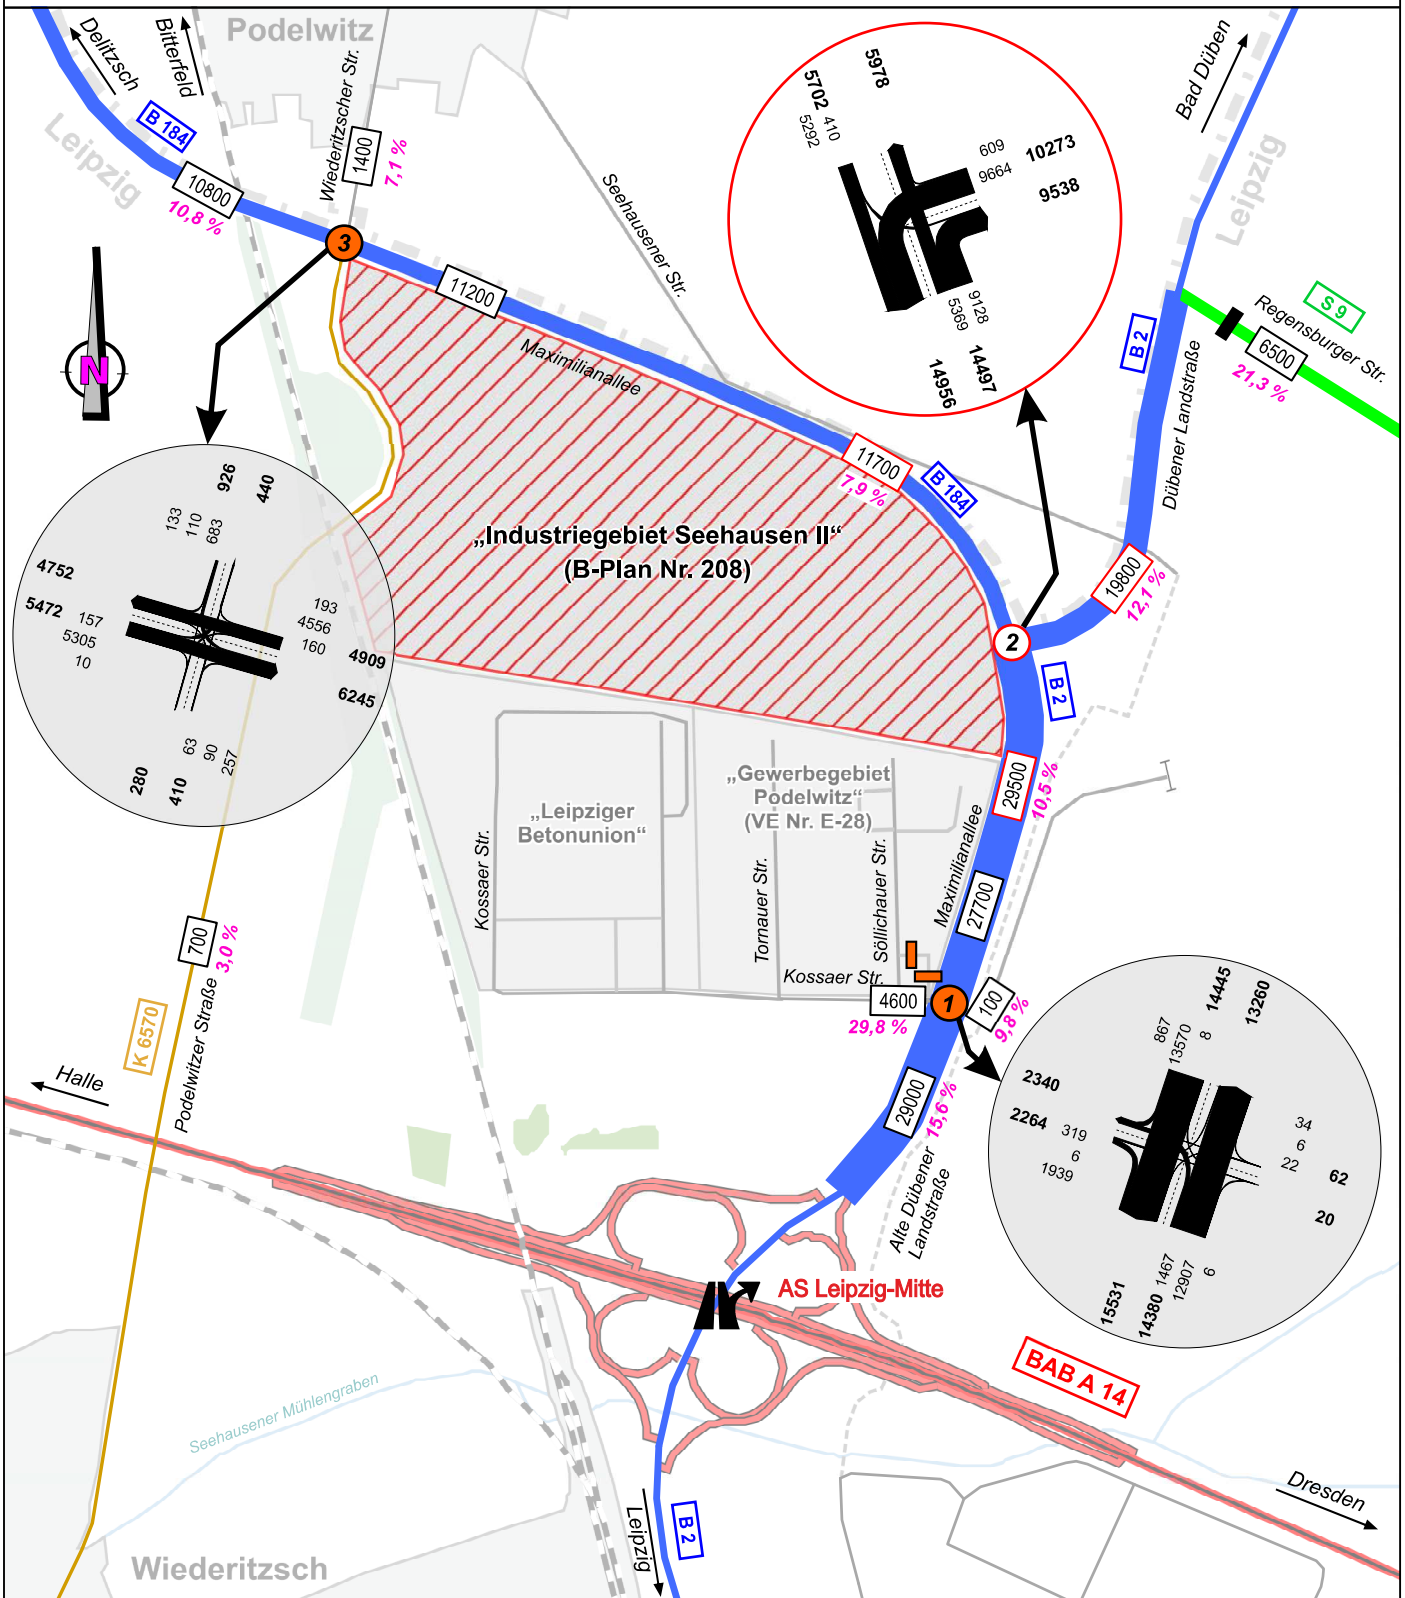 Podelwitz
Delitzsch
Bitterfeld
B 184
Leipzig
10800
10,8 %
Wiederitzscher Str.
1400
7,1 %
3
11200
Maximilianallee
Seehausener Str.
5978
5702
410
5292
609
9664
10273
9538
9128
5369
14497
14956
Bad Düben
Leipzig
B 2
S 9
Regensburger Str.
6500
21,3 %
Dübener Landstraße
N
11700
7,9 %
B 184
19800
12,1 %
2
B 2
„Industriegebiet Seehausen II“
(B-Plan Nr. 208)
926
440
133
110
683
4752
5472
157
5305
10
193
4556
160
4909
6245
63
90
257
280
410
29500
10,5 %
„Gewerbegebiet
Podelwitz“
(VE Nr. E-28)
„Leipziger
Betonunion“
Kossaer Str.
Tornauer Str.
Söllichauer Str.
Maximilianallee
27700
Kossaer Str.
4600
29,8 %
1
100
9,8 %
700
3,0 %
K 6570
Podelwitzer Straße
Halle
29000
15,6 %
Alte Dübener
Landstraße
14445
13260
867
13570
8
2340
2264
319
6
1939
34
6
22
62
20
1467
12907
6
15531
14380
AS Leipzig-Mitte
BAB A 14
Seehausener Mühlengraben
Dresden
Leipzig
B 2
Wiederitzsch